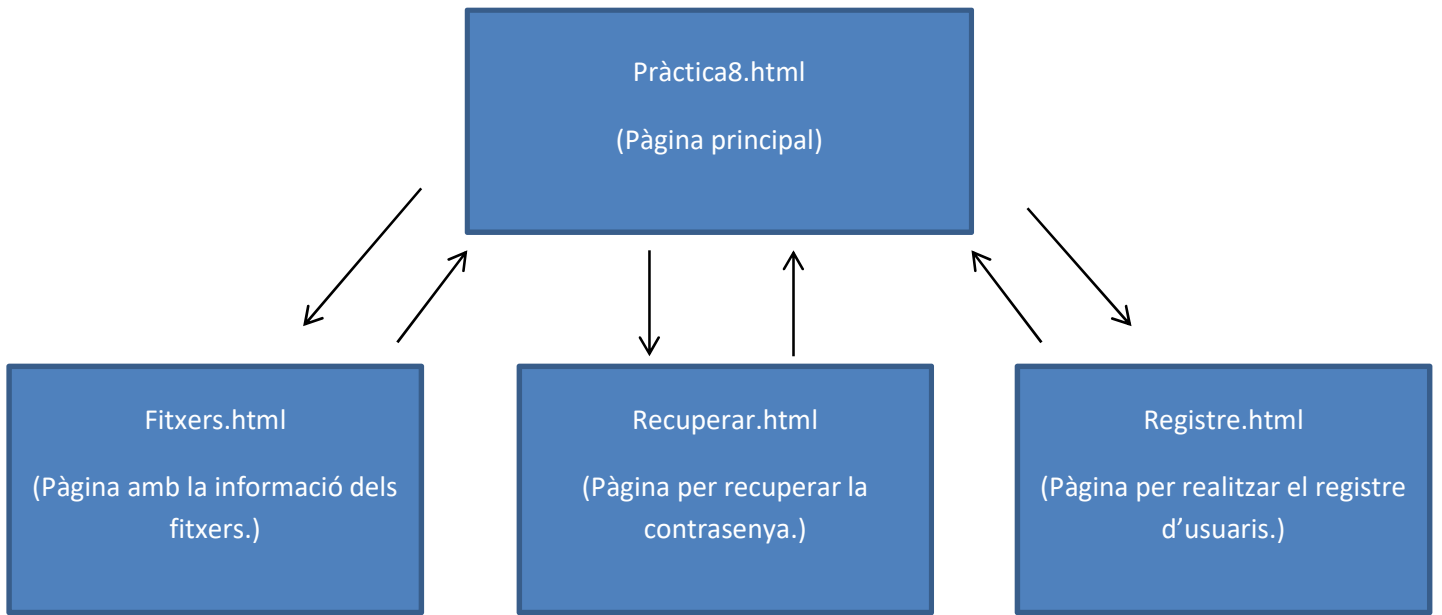 Pràctica8.html
(Pàgina principal)
Fitxers.html
(Pàgina amb la informació dels
fitxers.)
Recuperar.html
(Pàgina per recuperar la
contrasenya.)
Registre.html
(Pàgina per realitzar el registre
d’usuaris.)